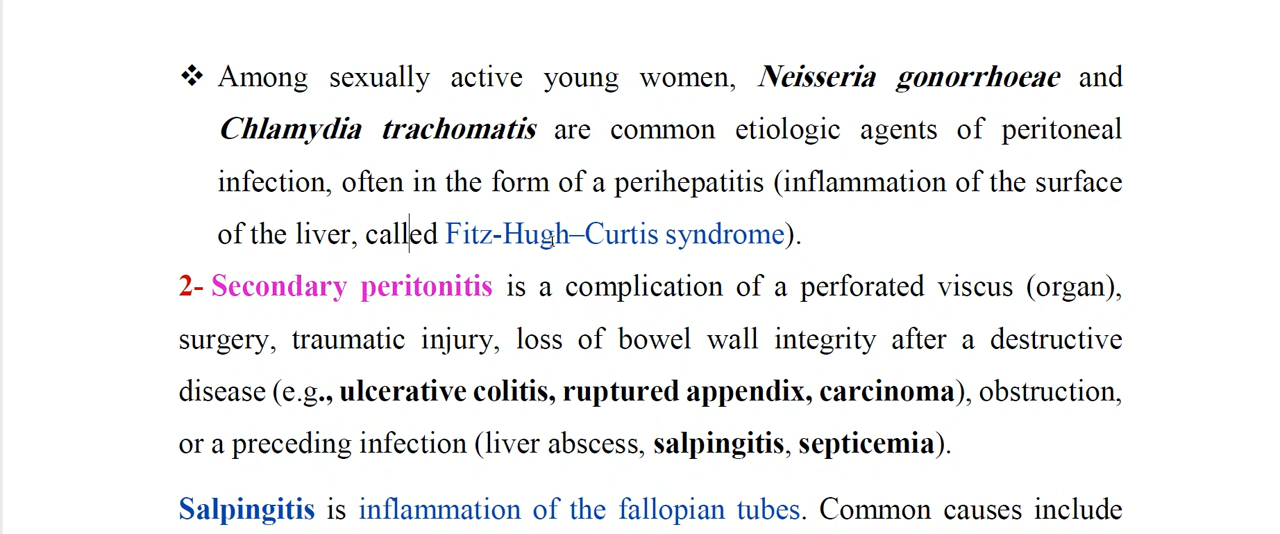 ❖ Among sexually active young women, Neisseria gonorrhoeae and
Chlamydia trachomatis are common etiologic agents of peritoneal
infection, often in the form of a perihepatitis (inflammation of the surface
of the liver, called Fitz-Hugh–Curtis syndrome).
2- Secondary peritonitis is a complication of a perforated viscus (organ),
surgery, traumatic injury, loss of bowel wall integrity after a destructive
disease (e.g., ulcerative colitis, ruptured appendix, carcinoma), obstruction,
or a preceding infection (liver abscess, salpingitis, septicemia).
Salpingitis is inflammation of the fallopian tubes. Common causes include